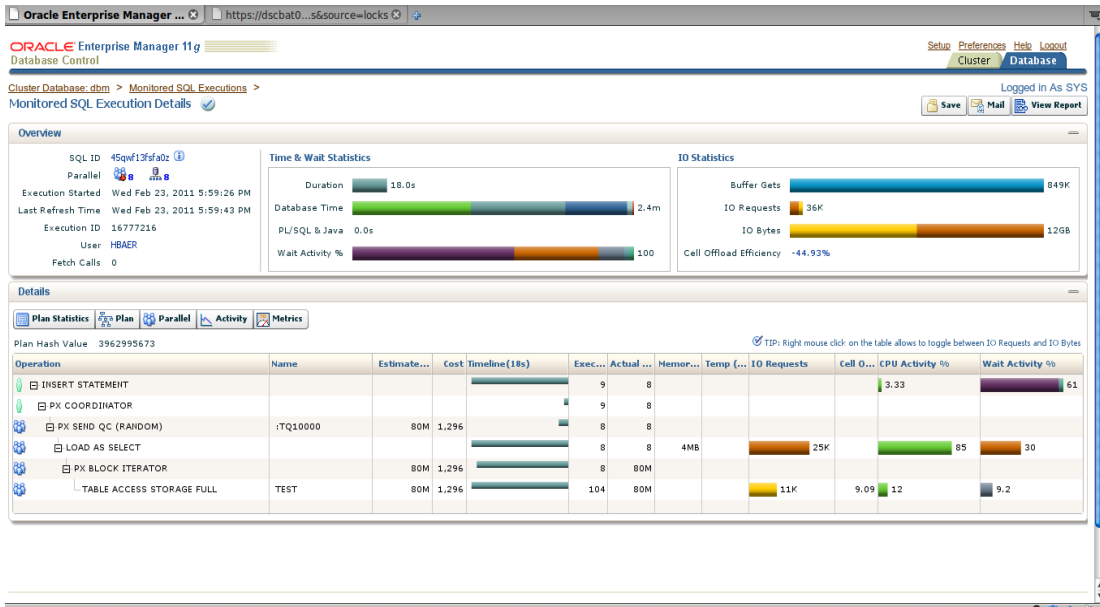 Oracle Enterprise Manager ... https://dscbat0...s&source=locks
ORACLE Enterprise Manager 11g
Database Control
Setup Preferences Help Logout
Cluster Database
Cluster Database: dbm > Monitored SQL Executions >
Logged in As SYS
Monitored SQL Execution Details
Save Mail View Report
Overview
SQL ID 45qwf13fsfa0z
Parallel 8 8
Execution Started Wed Feb 23, 2011 5:59:26 PM
Last Refresh Time Wed Feb 23, 2011 5:59:43 PM
Execution ID 16777216
User HBAER
Fetch Calls 0
Time & Wait Statistics
Duration 18.0s
Database Time 2.4m
PL/SQL & Java 0.0s
Wait Activity % 100
IO Statistics
Buffer Gets 849K
IO Requests 36K
IO Bytes 12GB
Cell Offload Efficiency -44.93%
Details
Plan Statistics Plan Parallel Activity Metrics
Plan Hash Value 3962995673
TIP: Right mouse click on the table allows to toggle between IO Requests and IO Bytes
Operation Name Estimate... Cost Timeline(18s) Exec... Actual ... Memor... Temp (... IO Requests Cell O... CPU Activity % Wait Activity %
INSERT STATEMENT 9 8 3.33 61
PX COORDINATOR 9 8
PX SEND QC (RANDOM) :TQ10000 80M 1,296 8 8
LOAD AS SELECT 8 8 4MB 25K 85 30
PX BLOCK ITERATOR 80M 1,296 8 80M
TABLE ACCESS STORAGE FULL TEST 80M 1,296 104 80M 11K 9.09 12 9.2